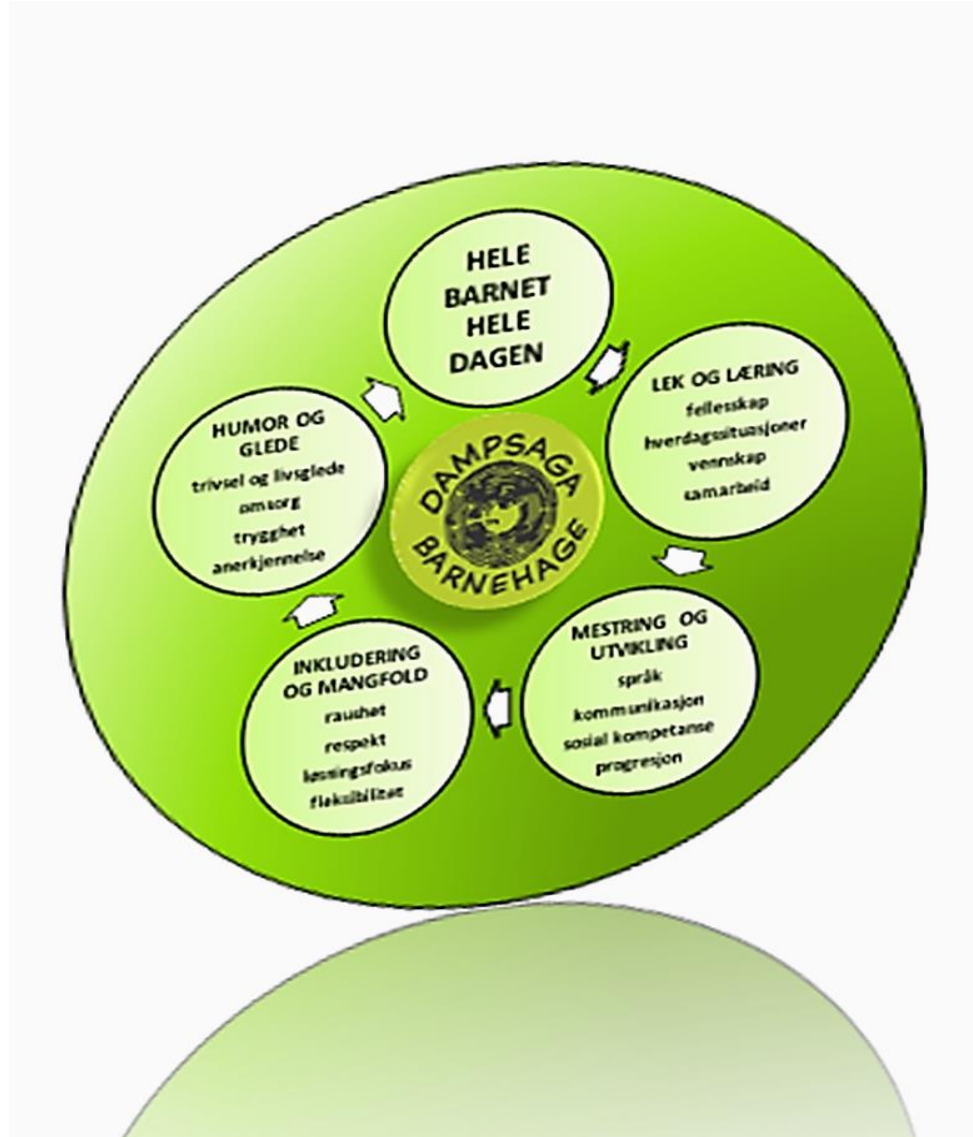 HELE
BARNET
HELE
DAGEN
LEK OG LÆRING
fellesskap
hverdagssituasjoner
vennskap
samarbeid
MESTRING OG
UTVIKLING
språk
kommunikasjon
sosial kompetanse
progresjon
INKLUDERING
OG MANGFOLD
raushet
respekt
løsningsfokus
fleksibilitet
HUMOR OG
GLEDE
trivsel og livsglede
omsorg
trygghet
anerkjennelse
DAMPSAGA
BARNEHAGE